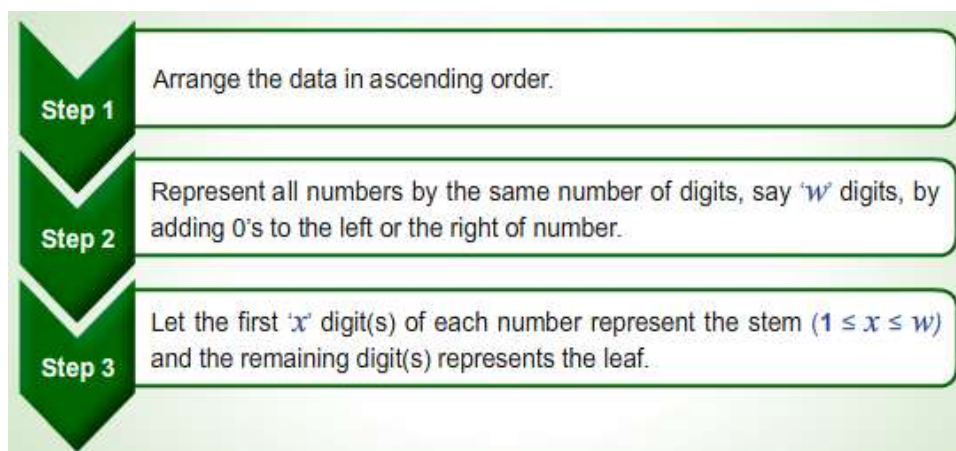 Step 1
Arrange the data in ascending order.
Step 2
Represent all numbers by the same number of digits, say ‘w’ digits, by
adding 0’s to the left or the right of number.
Step 3
Let the first ‘x’ digit(s) of each number represent the stem (1 ≤ x ≤ w)
and the remaining digit(s) represents the leaf.